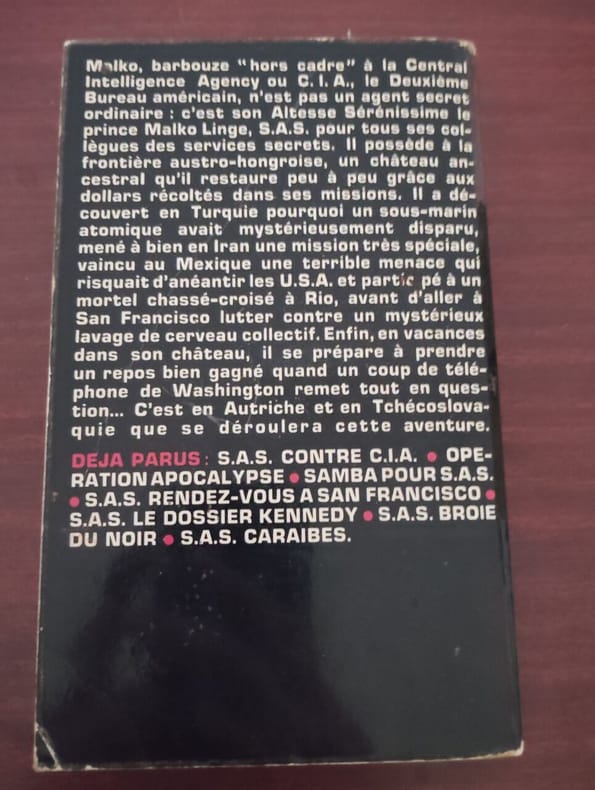 Malko, barbouze "hors cadre" à la Central
Intelligence Agency ou C.I.A., le Deuxième
Bureau américain, n'est pas un agent secret
ordinaire : c'est son Altesse Sérénissime le
prince Malko Linge, S.A.S. pour tous ses col-
lègues des services secrets. Il possède à la
frontière austro-hongroise, un château an-
cestral qu'il restaure peu à peu grâce aux
dollars récoltés dans ses missions. Il a dé-
couvert en Turquie pourquoi un sous-marin
atomique avait mystérieusement disparu,
mené à bien en Iran une mission très spéciale,
vaincu au Mexique une terrible menace qui
risquait d'anéantir les U.S.A. et partic pé à un
mortel chassé-croisé à Rio, avant d'aller à
San Francisco lutter contre un mystérieux
lavage de cerveau collectif. Enfin, en vacances
dans son château, il se prépare à prendre
un repos bien gagné quand un coup de télé-
phone de Washington remet tout en ques-
tion... C'est en Autriche et en Tchécoslova-
quie que se déroulera cette aventure.
DEJA PARUS : S.A.S. CONTRE C.I.A. ● OPE-
RATION APOCALYPSE ● SAMBA POUR S.A.S.
● S.A.S. RENDEZ-VOUS A SAN FRANCISCO ●
S.A.S. LE DOSSIER KENNEDY ● S.A.S. BROIE
DU NOIR ● S.A.S. CARAIBES.